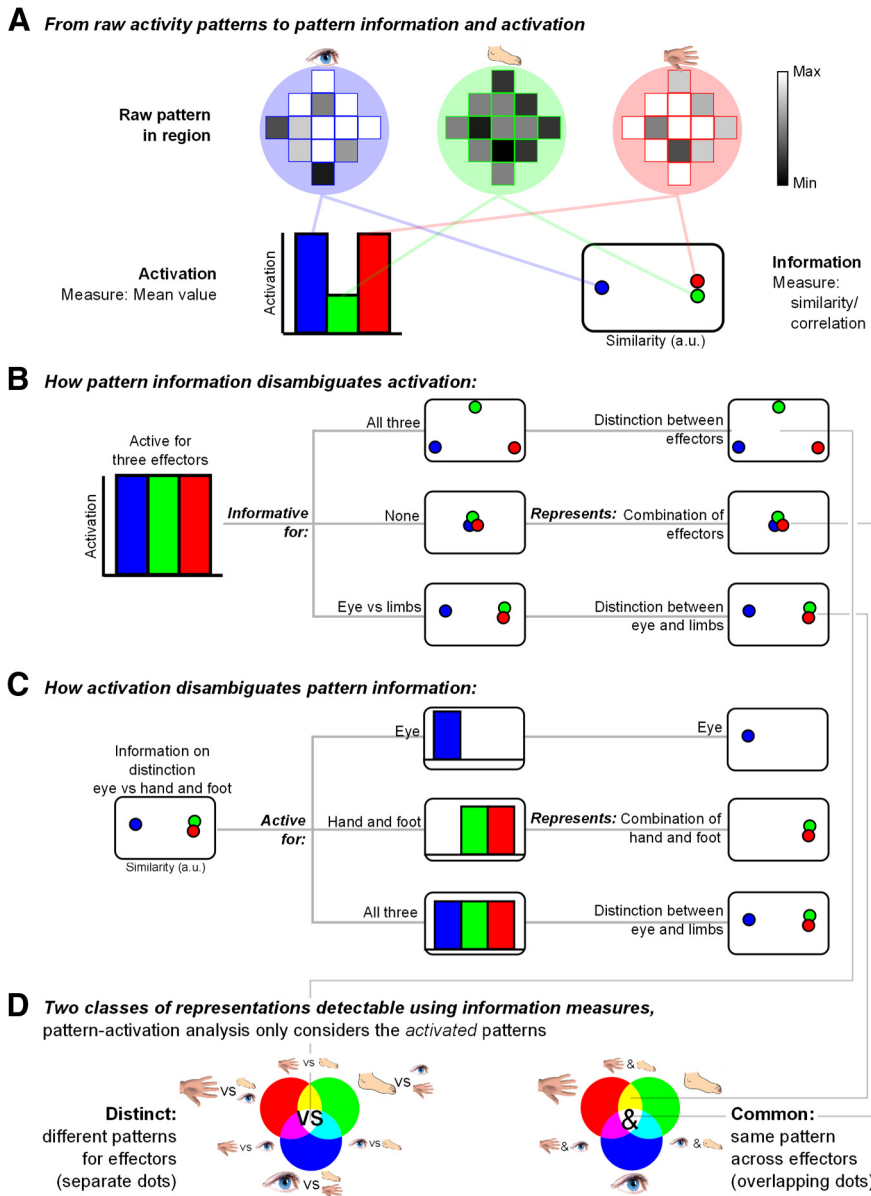 A From raw activity patterns to pattern information and activation
Raw pattern
in region
Max
Min
Activation
Measure: Mean value
Activation
Similarity (a.u.)
Information
Measure:
similarity/
correlation
B How pattern information disambiguates activation:
Active for
three effectors
Activation
Informative
for:
All three
Distinction between
effectors
None
Represents: Combination of
effectors
Eye vs limbs
Distinction between
eye and limbs
C How activation disambiguates pattern information:
Information on
distinction
eye vs hand and foot
Similarity (a.u.)
Active
for:
Eye
Eye
Hand and foot
Represents: Combination of
hand and foot
All three
Distinction between
eye and limbs
D Two classes of representations detectable using information measures,
pattern-activation analysis only considers the activated patterns
vs
vs
vs
vs
vs
vs
vs
Distinct:
different patterns
for effectors
(separate dots)
&
&
&
&
Common:
same pattern
across effectors
(overlapping dots)